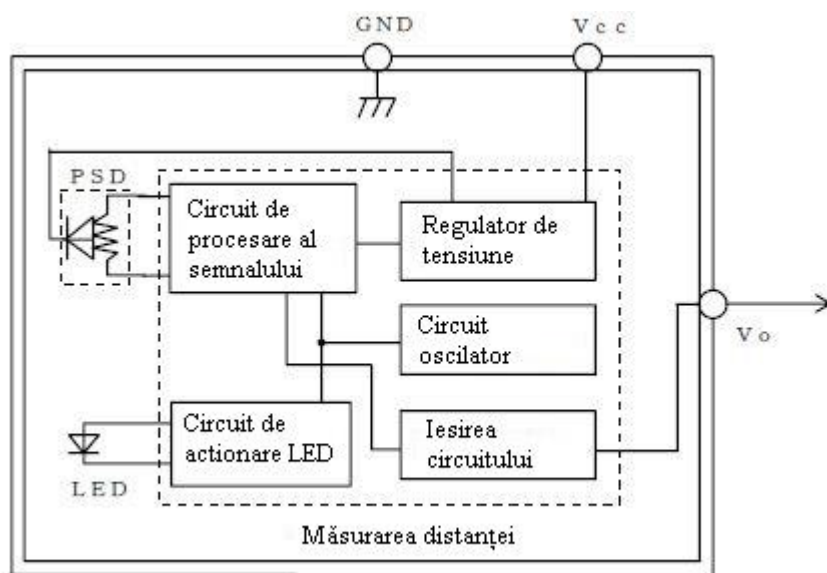 GND
Vcc
PSD
Circuit de
procesare al
semnalului
Regulator de
tensiune
Circuit
oscilator
Vo
Circuit de
actionare LED
Iesirea
circuitului
LED
Măsurarea distanței